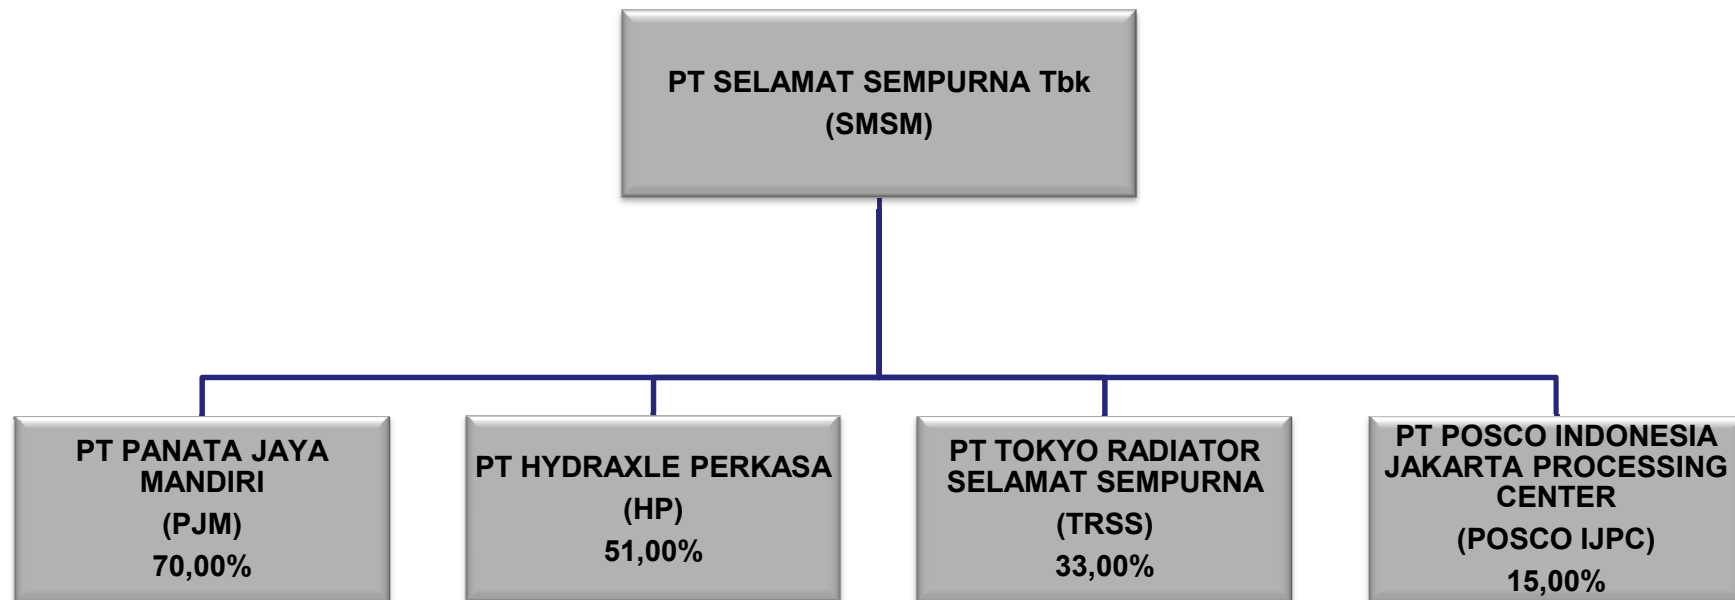 PT SELAMAT SEMPURNA Tbk
(SMSM)
PT PANATA JAYA
MANDIRI
(PJM)
70,00%
PT HYDRAXLE PERKASA
(HP)
51,00%
PT TOKYO RADIATOR
SELAMAT SEMPURNA
(TRSS)
33,00%
PT POSCO INDONESIA
JAKARTA PROCESSING
CENTER
(POSCO IJPC)
15,00%